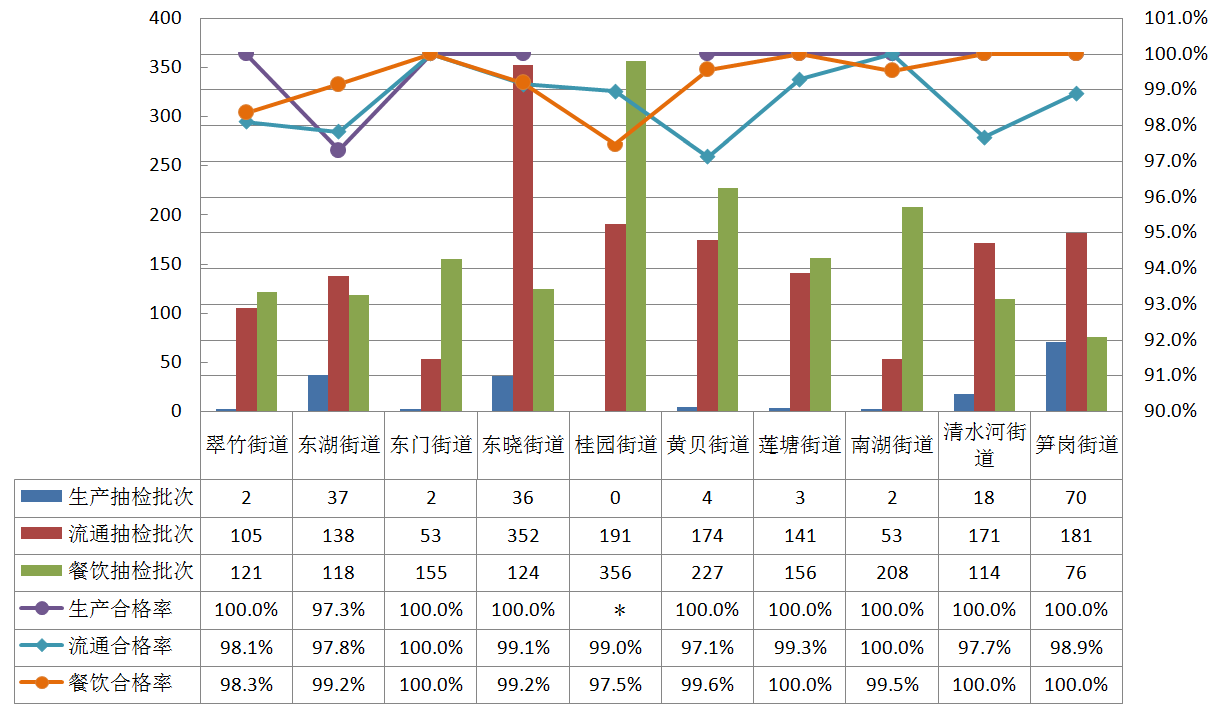 400 101.0%
350 100.0%
300 99.0%
250 98.0%
200 97.0%
150 96.0%
100 95.0%
50 94.0%
0 93.0%
92.0%
91.0%
90.0%
翠竹街道 东湖街道 东门街道 东晓街道 桂园街道 黄贝街道 莲塘街道 南湖街道 清水河街道 笋岗街道
生产抽检批次 2 37 2 36 0 4 3 2 18 70
流通抽检批次 105 138 53 352 191 174 141 53 171 181
餐饮抽检批次 121 118 155 124 356 227 156 208 114 76
生产合格率 100.0% 97.3% 100.0% 100.0% * 100.0% 100.0% 100.0% 100.0% 100.0%
流通合格率 98.1% 97.8% 100.0% 99.1% 99.0% 97.1% 99.3% 100.0% 97.7% 98.9%
餐饮合格率 98.3% 99.2% 100.0% 99.2% 97.5% 99.6% 100.0% 99.5% 100.0% 100.0%